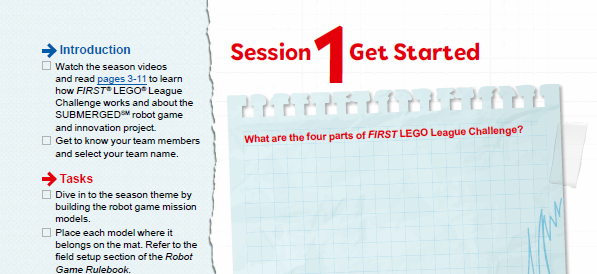 Introduction
☐ Watch the season videos
and read pages 3-11 to learn
how FIRST® LEGO® League
Challenge works and about the
SUBMERGED℠ robot game
and innovation project.
☐ Get to know your team members
and select your team name.
Tasks
☐ Dive in to the season theme by
building the robot game mission
models.
☐ Place each model where it
belongs on the mat. Refer to the
field setup section of the Robot
Game Rulebook.
Session 1 Get Started
What are the four parts of FIRST LEGO League Challenge?